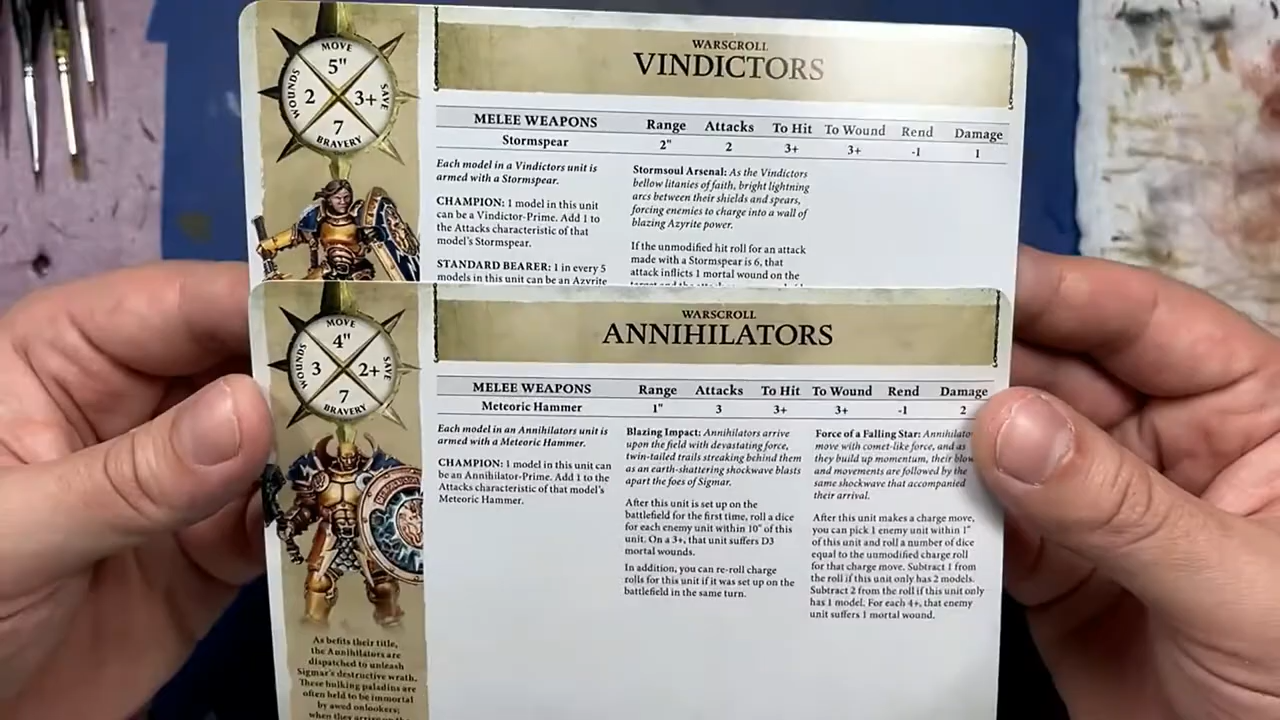 MOVE
5"
WOUNDS
2
3+
SAVE
7
BRAVERY
WARSCROLL
VINDICTORS
MELEE WEAPONS Range Attacks To Hit To Wound Rend Damage
Stormspear 2" 2 3+ 3+ -1 1
Each model in a Vindictors unit is
armed with a Stormspear.
CHAMPION: 1 model in this unit
can be a Vindictor-Prime. Add 1 to
the Attacks characteristic of that
model's Stormspear.
STANDARD BEARER: 1 in every 5
models in this unit can be an Azyrite
Stormsoul Arsenal: As the Vindictors
bellow litanies of faith, bright lightning
arcs between their shields and spears,
forcing enemies to charge into a wall of
blazing Azyrite power.
If the unmodified hit roll for an attack
made with a Stormspear is 6, that
attack inflicts 1 mortal wound on the
MOVE
4"
WOUNDS
3
2+
SAVE
7
BRAVERY
WARSCROLL
ANNIHILATORS
MELEE WEAPONS Range Attacks To Hit To Wound Rend Damage
Meteoric Hammer 1" 3 3+ 3+ -1 2
Each model in an Annihilators unit is
armed with a Meteoric Hammer.
CHAMPION: 1 model in this unit can
be an Annihilator-Prime. Add 1 to the
Attacks characteristic of that model's
Meteoric Hammer.
Blazing Impact: Annihilators arrive
upon the field with devastating force,
twin-tailed trails streaking behind them
as an earth-shattering shockwave blasts
apart the foes of Sigmar.
After this unit is set up on the
battlefield for the first time, roll a dice
for each enemy unit within 10" of this
unit. On a 3+, that unit suffers D3
mortal wounds.
In addition, you can re-roll charge
rolls for this unit if it was set up on the
battlefield in the same turn.
Force of a Falling Star: Annihilato
move with comet-like force, and as
they build up momentum, their blow
and movements are followed by the
same shockwave that accompanied
their arrival.
After this unit makes a charge move,
you can pick 1 enemy unit within 1"
of this unit and roll a number of dice
equal to the unmodified charge roll
for that charge move. Subtract 1 from
the roll if this unit only has 2 models.
Subtract 2 from the roll if this unit only
has 1 model. For each 4+, that enemy
unit suffers 1 mortal wound.
As befits their title,
the Annihilators are
dispatched to unleash
Sigmar's destructive wrath.
These hulking paladins are
often held to be immortal
by awed onlookers;